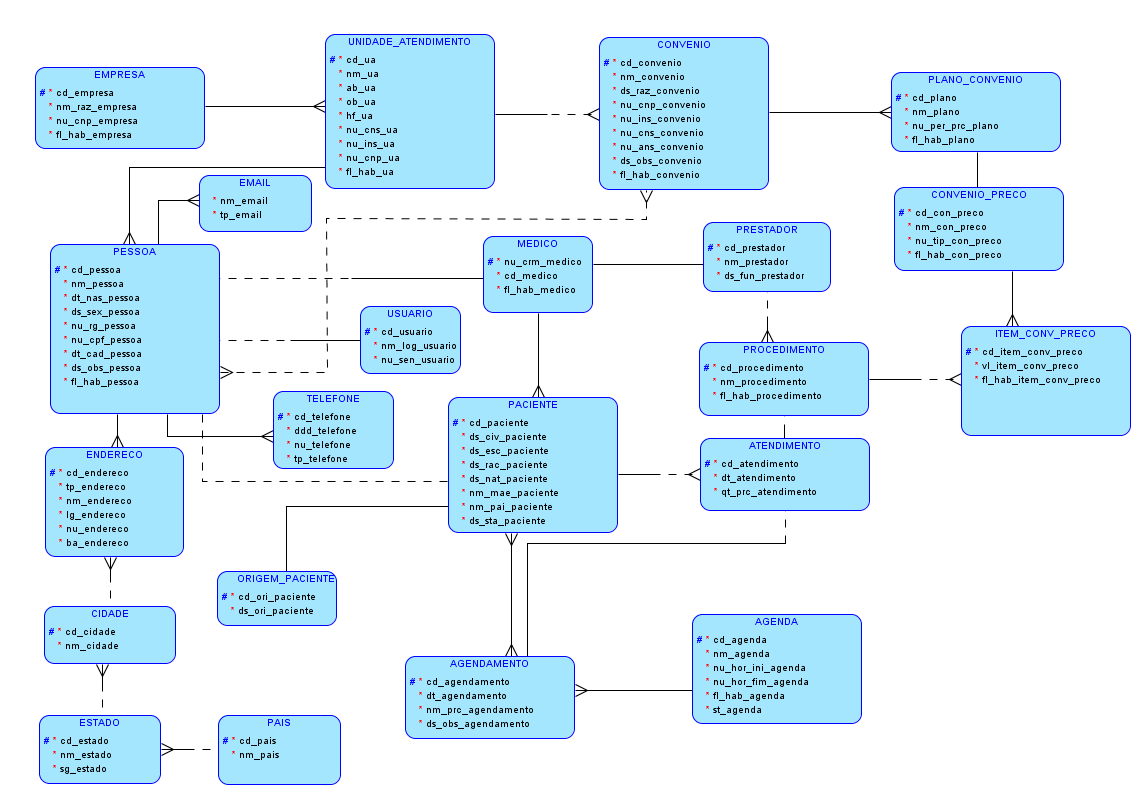 EMPRESA
# * cd_empresa
* nm_raz_empresa
* nu_cnp_empresa
* fl_hab_empresa
UNIDADE_ATENDIMENTO
# * cd_ua
* nm_ua
* ab_ua
* ob_ua
* hf_ua
* nu_cns_ua
* nu_ins_ua
* nu_cnp_ua
* fl_hab_ua
CONVENIO
# * cd_convenio
* nm_convenio
* ds_raz_convenio
* nu_cnp_convenio
* nu_ins_convenio
* nu_cns_convenio
* nu_ans_convenio
* ds_obs_convenio
* fl_hab_convenio
PLANO_CONVENIO
# * cd_plano
* nm_plano
* nu_per_prc_plano
* fl_hab_plano
EMAIL
* nm_email
* tp_email
CONVENIO_PRECO
# * cd_con_preco
* nm_con_preco
* nu_tip_con_preco
* fl_hab_con_preco
PESSOA
# * cd_pessoa
* nm_pessoa
* dt_nas_pessoa
* ds_sex_pessoa
* nu_rg_pessoa
* nu_cpf_pessoa
* dt_cad_pessoa
* ds_obs_pessoa
* fl_hab_pessoa
MEDICO
# * nu_crm_medico
* cd_medico
* fl_hab_medico
PRESTADOR
# * cd_prestador
* nm_prestador
* ds_fun_prestador
USUARIO
# * cd_usuario
* nm_log_usuario
* nu_sen_usuario
PROCEDIMENTO
# * cd_procedimento
* nm_procedimento
* fl_hab_procedimento
ITEM_CONV_PRECO
# * cd_item_conv_preco
* vl_item_conv_preco
* fl_hab_item_conv_preco
TELEFONE
# * cd_telefone
* ddd_telefone
* nu_telefone
* tp_telefone
PACIENTE
# * cd_paciente
* ds_civ_paciente
* ds_esc_paciente
* ds_rac_paciente
* ds_nat_paciente
* nm_mae_paciente
* nm_pai_paciente
* ds_sta_paciente
ATENDIMENTO
# * cd_atendimento
* dt_atendimento
* qt_prc_atendimento
ENDERECO
# * cd_endereco
* tp_endereco
* nm_endereco
* lg_endereco
* nu_endereco
* ba_endereco
ORIGEM_PACIENTE
# * cd_ori_paciente
* ds_ori_paciente
CIDADE
# * cd_cidade
* nm_cidade
AGENDAMENTO
# * cd_agendamento
* dt_agendamento
* nm_prc_agendamento
* ds_obs_agendamento
AGENDA
# * cd_agenda
* nm_agenda
* nu_hor_ini_agenda
* nu_hor_fim_agenda
* fl_hab_agenda
* st_agenda
ESTADO
# * cd_estado
* nm_estado
* sg_estado
PAIS
# * cd_pais
* nm_pais